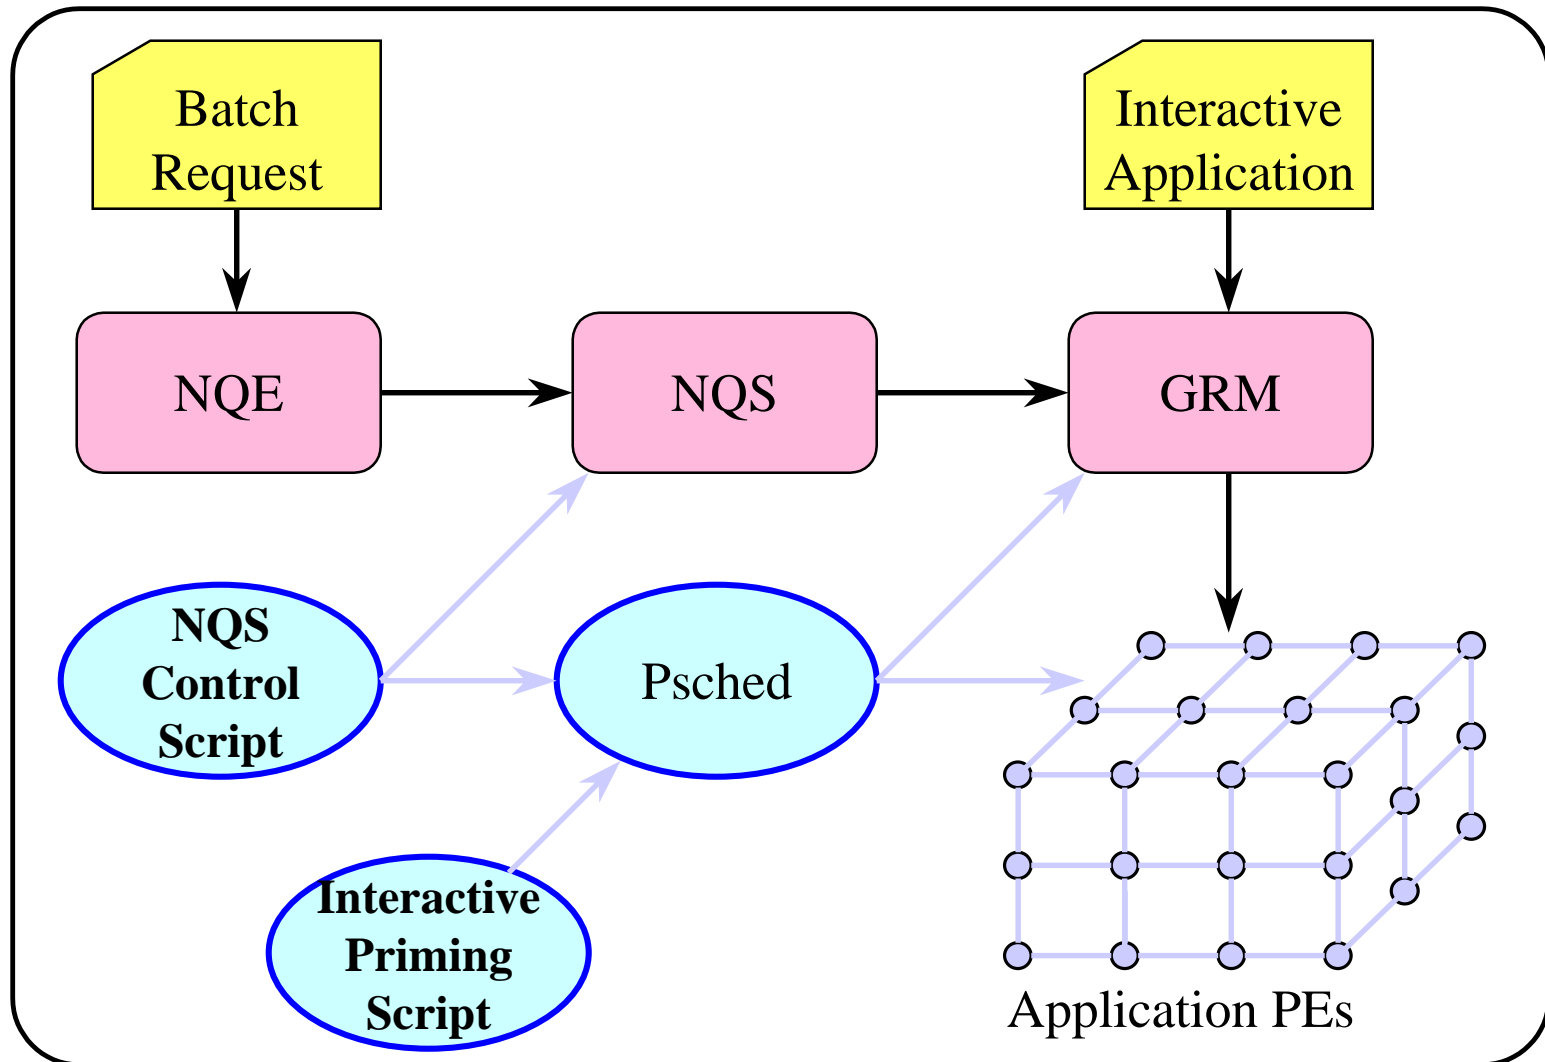 Batch
Request
Interactive
Application
NQE
NQS
GRM
NQS
Control
Script
Psched
Interactive
Priming
Script
Application PEs